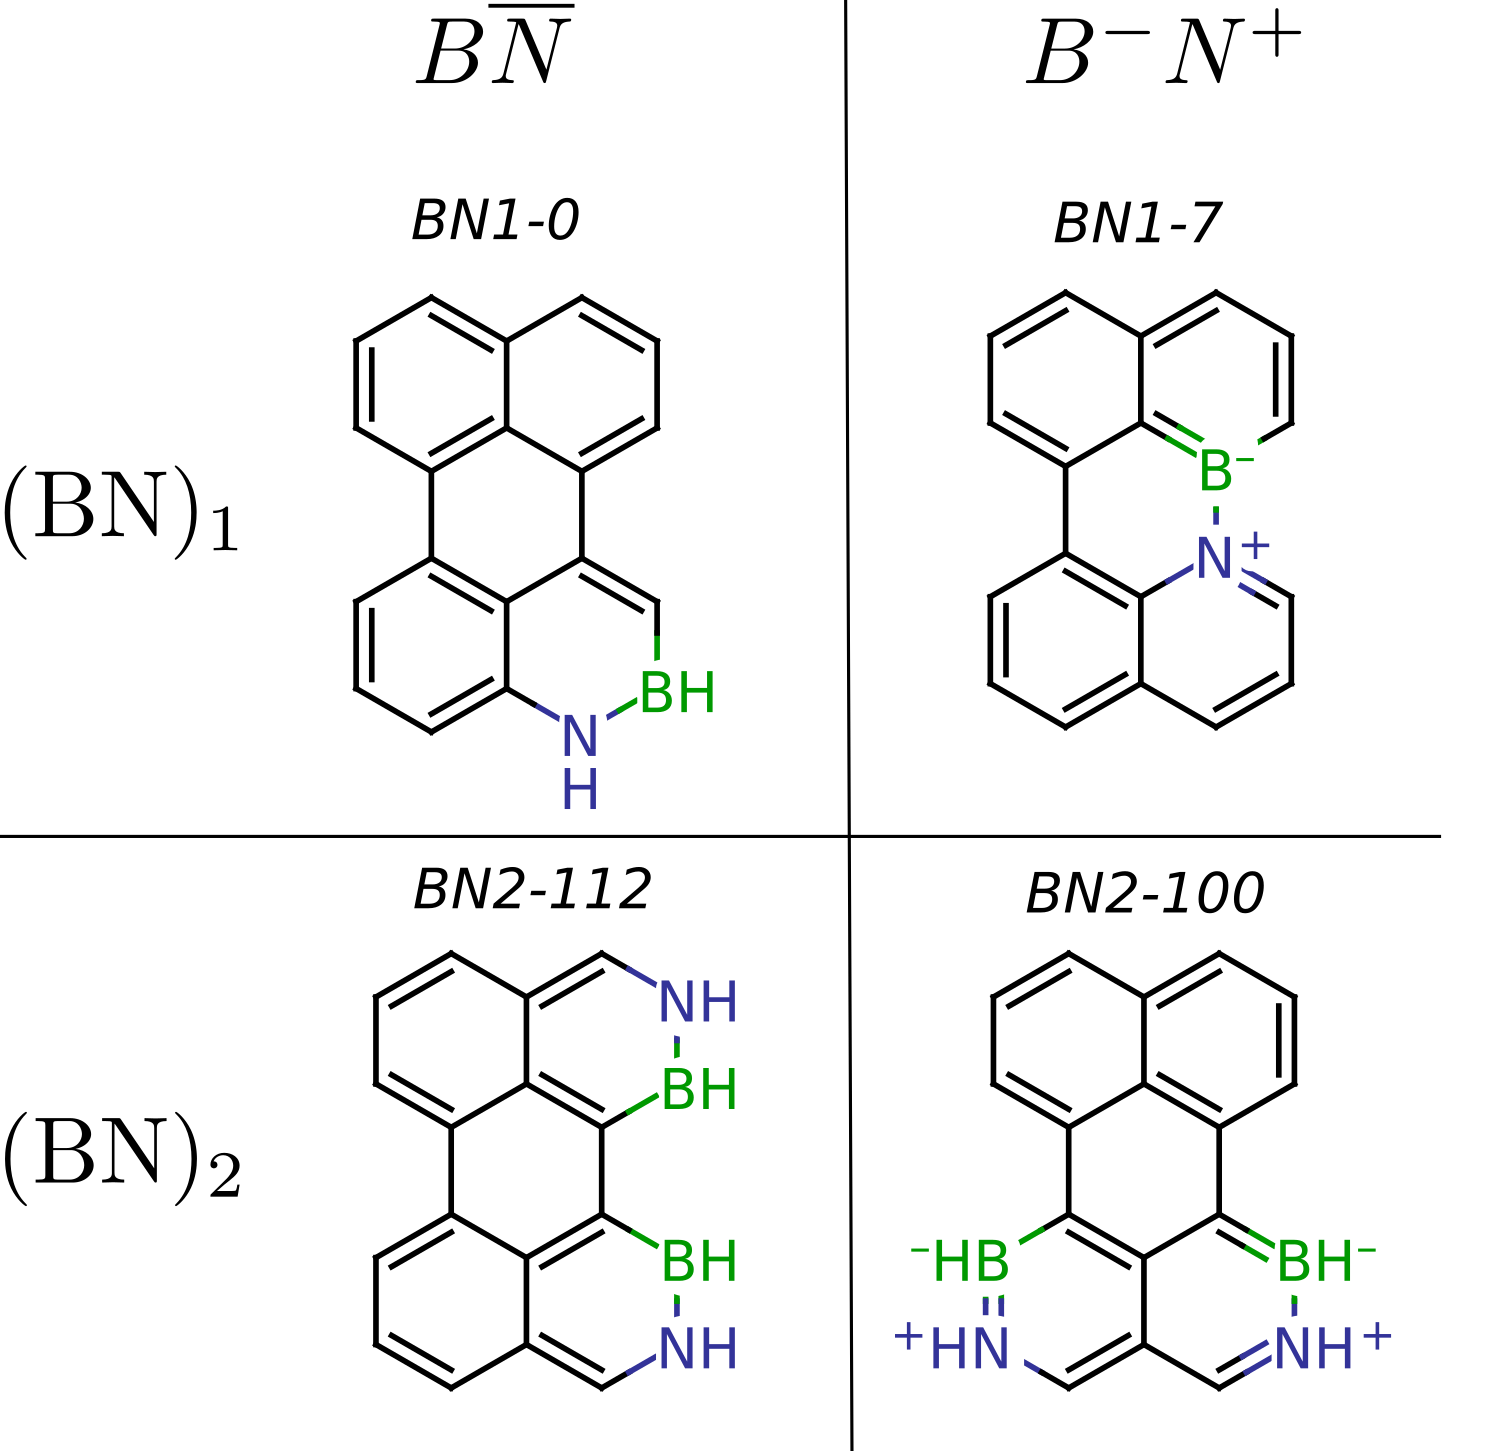 BN̅ B⁻N⁺
BN1-0 BN1-7
(BN)₁
B⁻
N⁺
BH
N
H
BN2-112 BN2-100
NH
BH
(BN)₂
BH ⁻HB BH⁻
NH ⁺HN NH⁺